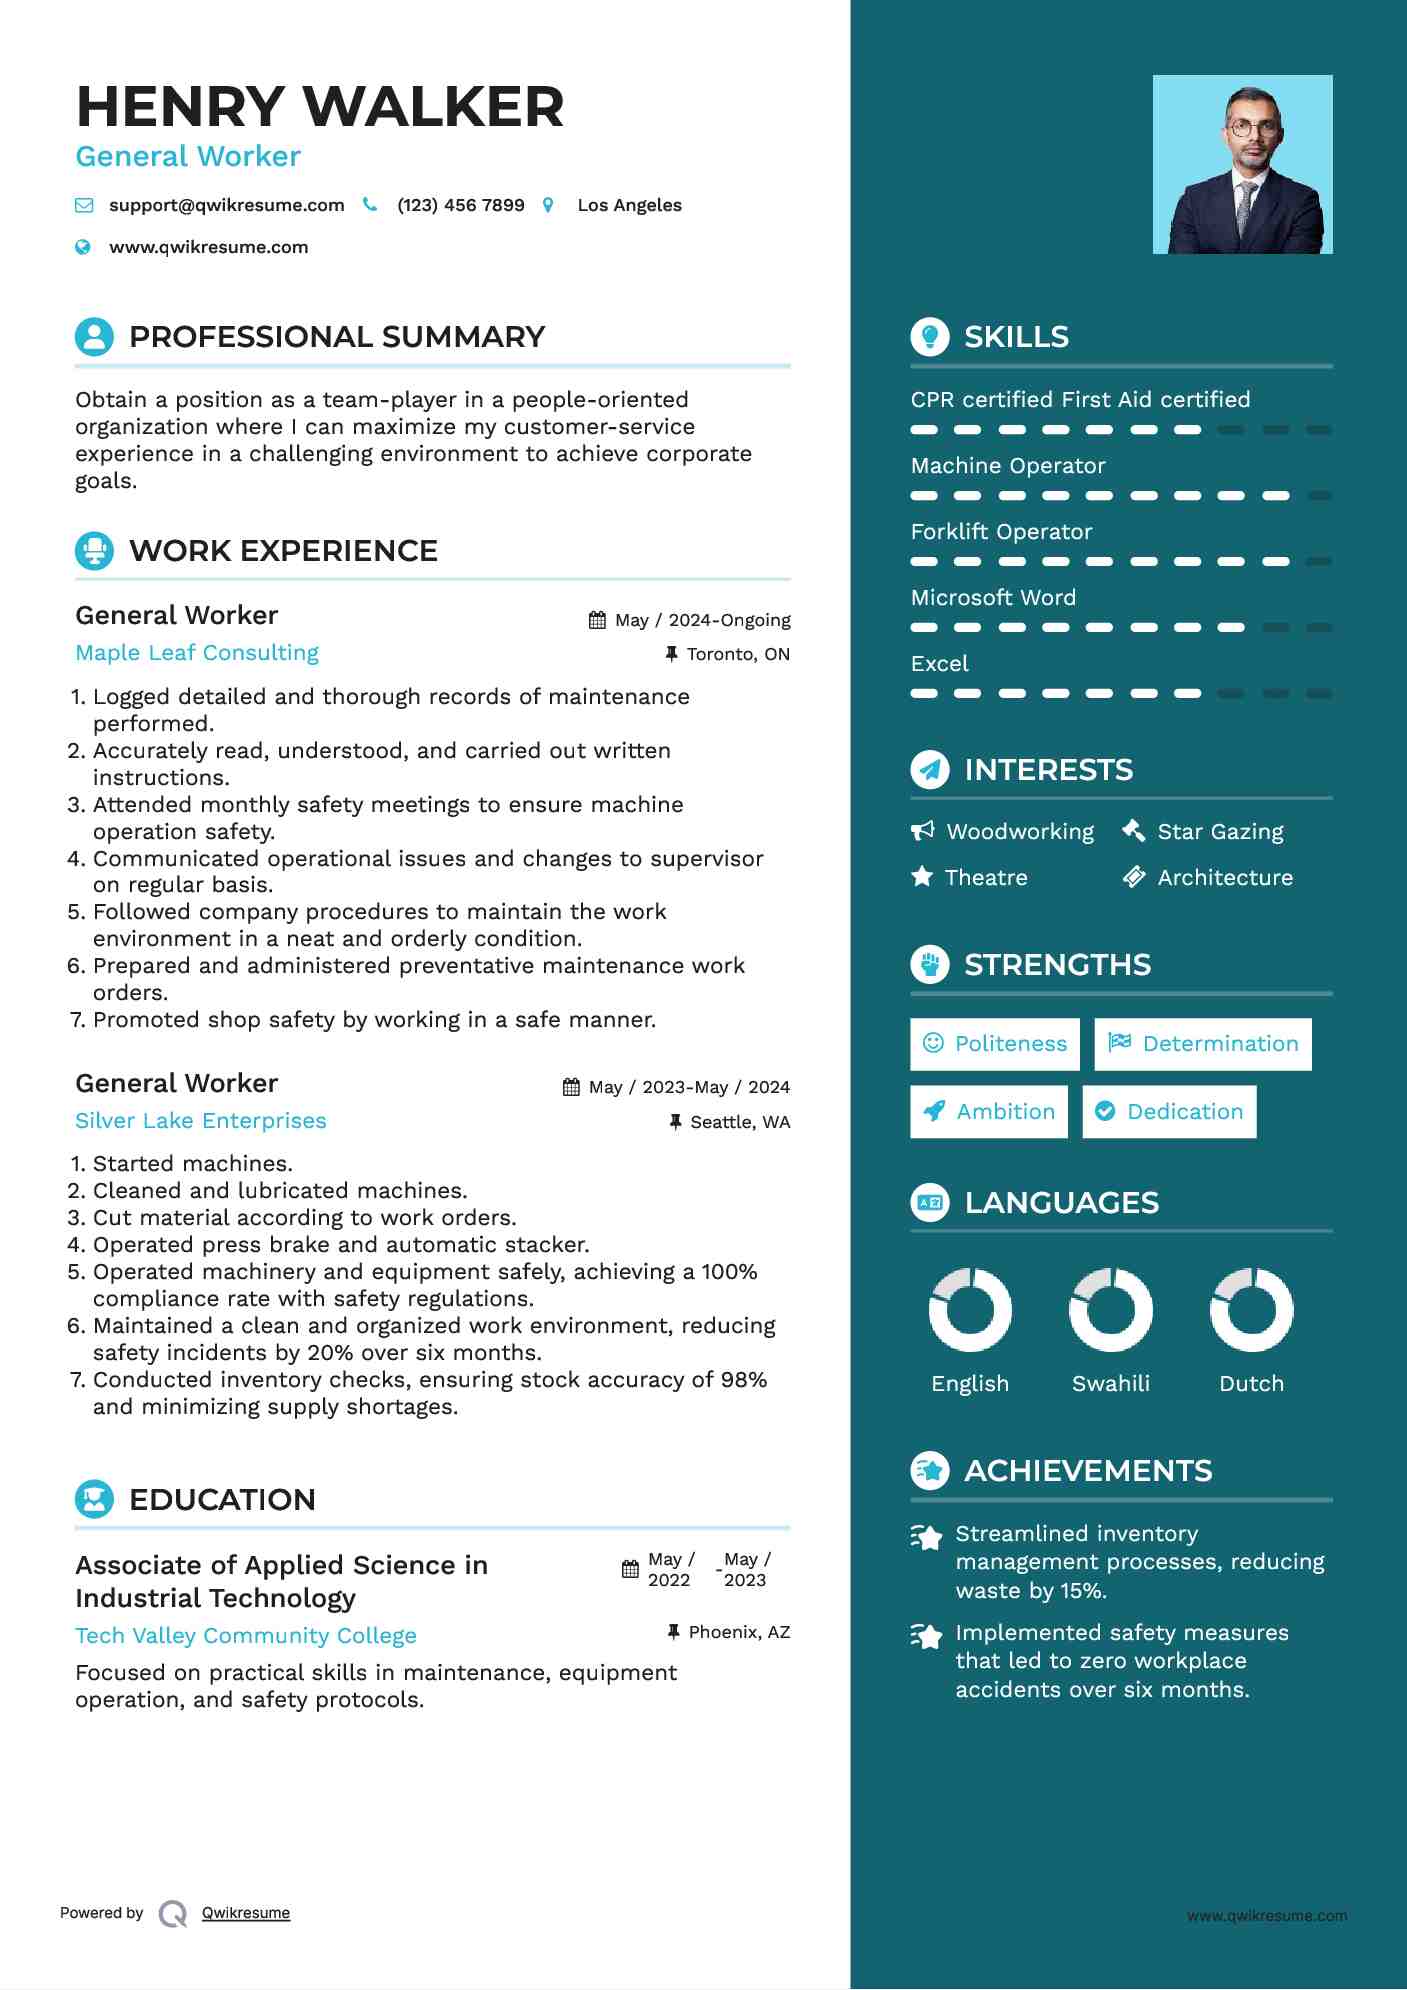 HENRY WALKER
General Worker
support@qwikresume.com (123) 456 7899 Los Angeles
www.qwikresume.com
PROFESSIONAL SUMMARY
Obtain a position as a team-player in a people-oriented
organization where I can maximize my customer-service
experience in a challenging environment to achieve corporate
goals.
WORK EXPERIENCE
General Worker
May / 2024-Ongoing
Maple Leaf Consulting
Toronto, ON
1. Logged detailed and thorough records of maintenance
performed.
2. Accurately read, understood, and carried out written
instructions.
3. Attended monthly safety meetings to ensure machine
operation safety.
4. Communicated operational issues and changes to supervisor
on regular basis.
5. Followed company procedures to maintain the work
environment in a neat and orderly condition.
6. Prepared and administered preventative maintenance work
orders.
7. Promoted shop safety by working in a safe manner.
General Worker
May / 2023-May / 2024
Silver Lake Enterprises
Seattle, WA
1. Started machines.
2. Cleaned and lubricated machines.
3. Cut material according to work orders.
4. Operated press brake and automatic stacker.
5. Operated machinery and equipment safely, achieving a 100%
compliance rate with safety regulations.
6. Maintained a clean and organized work environment, reducing
safety incidents by 20% over six months.
7. Conducted inventory checks, ensuring stock accuracy of 98%
and minimizing supply shortages.
EDUCATION
Associate of Applied Science in
Industrial Technology
May / -May /
2022 2023
Tech Valley Community College
Phoenix, AZ
Focused on practical skills in maintenance, equipment
operation, and safety protocols.
SKILLS
CPR certified First Aid certified
Machine Operator
Forklift Operator
Microsoft Word
Excel
INTERESTS
Woodworking Star Gazing
Theatre Architecture
STRENGTHS
Politeness Determination
Ambition Dedication
LANGUAGES
English Swahili Dutch
ACHIEVEMENTS
Streamlined inventory
management processes, reducing
waste by 15%.
Implemented safety measures
that led to zero workplace
accidents over six months.
Powered by Qwikresume
www.qwikresume.com